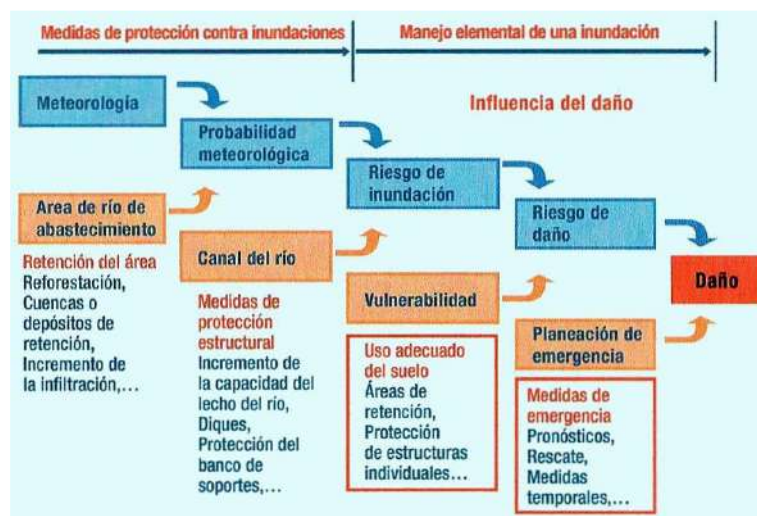 Medidas de protección contra inundaciones
Manejo elemental de una inundación
Influencia del daño
Meteorología
Probabilidad
meteorológica
Riesgo de
inundación
Riesgo de
daño
Daño
Area de río de
abastecimiento
Retención del área
Reforestación,
Cuencas o
depósitos de
retención,
Incremento de
la infiltración,...
Canal del río
Medidas de
protección
estructural
Incremento de
la capacidad del
lecho del río,
Diques,
Protección del
banco de
soportes,...
Vulnerabilidad
Uso adecuado
del suelo
Áreas de
retención,
Protección
de estructuras
individuales...
Planeación de
emergencia
Medidas de
emergencia
Pronósticos,
Rescate,
Medidas
temporales,...